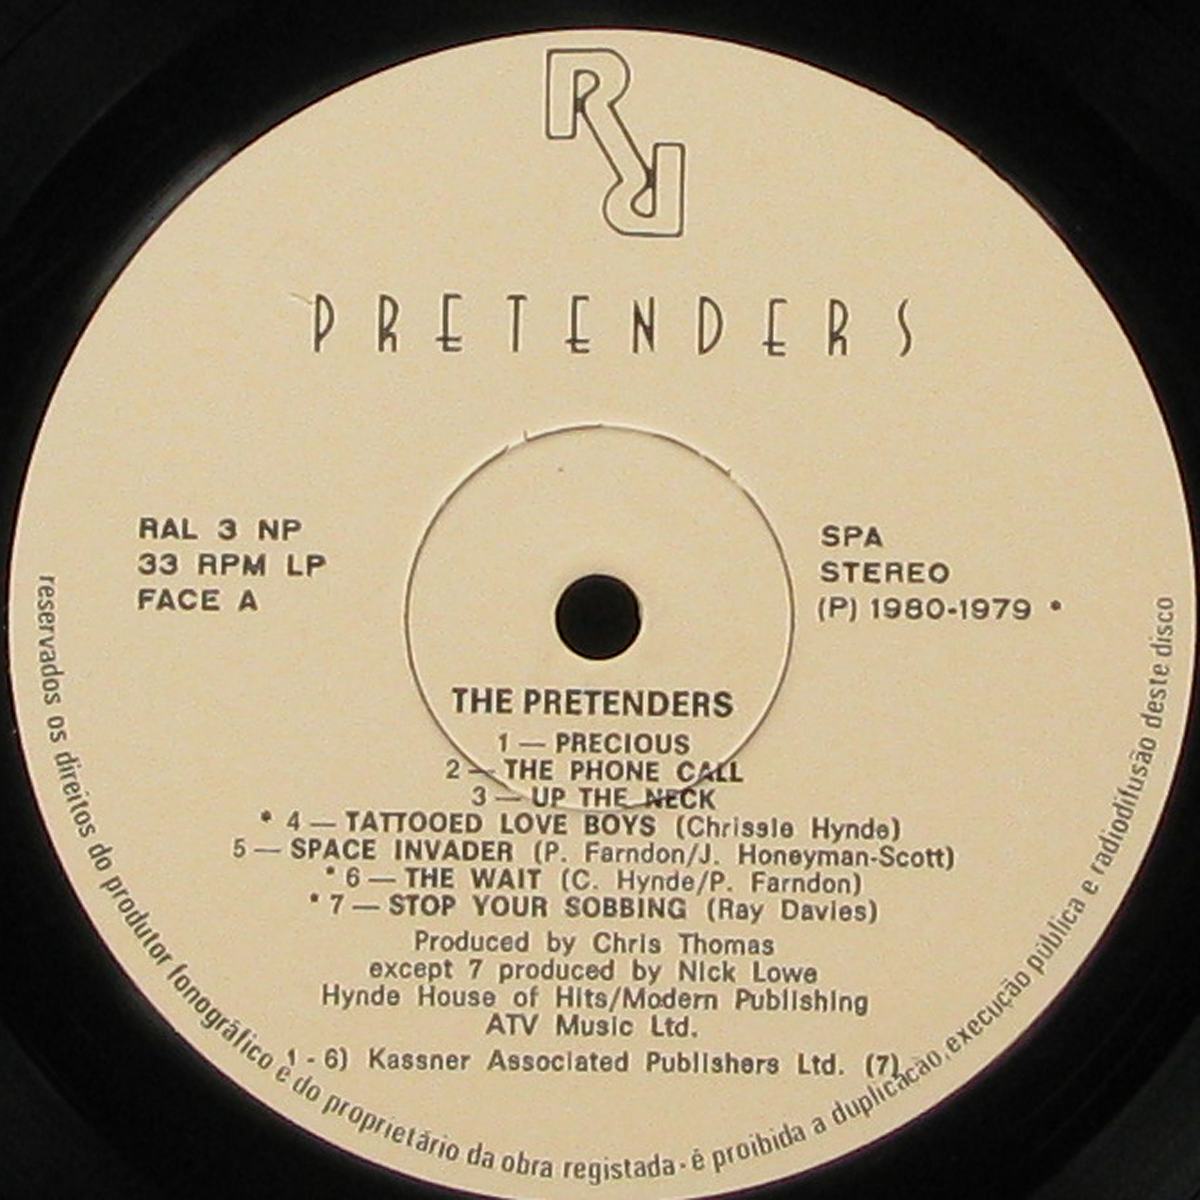 R R
PRETENDERS
RAL 3 NP
33 RPM LP
FACE A
SPA
STEREO
(P) 1980-1979 •
THE PRETENDERS
1 — PRECIOUS
2 — THE PHONE CALL
3 — UP THE NECK
• 4 — TATTOOED LOVE BOYS (Chrissie Hynde)
5 — SPACE INVADER (P. Farndon/J. Honeyman-Scott)
• 6 — THE WAIT (C. Hynde/P. Farndon)
• 7 — STOP YOUR SOBBING (Ray Davies)
Produced by Chris Thomas
except 7 produced by Nick Lowe
Hynde House of Hits/Modern Publishing
ATV Music Ltd.
1 - 6) Kassner Associated Publishers Ltd. (7)
reservados os direitos do produtor fonográfico e do proprietário da obra registada - é proibida a duplicação, execução pública e radiodifusão deste disco